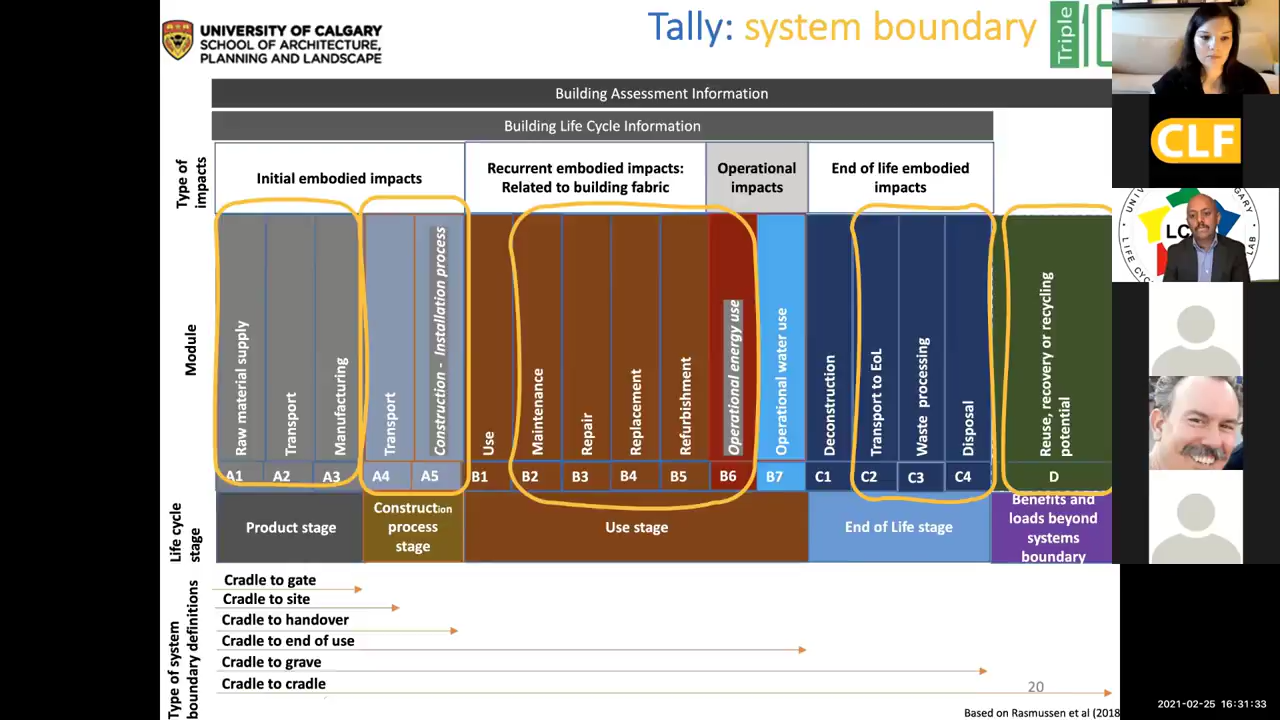 UNIVERSITY OF CALGARY
SCHOOL OF ARCHITECTURE,
PLANNING AND LANDSCAPE
Tally: system boundary
Triple
CLF
LIFE CYC
LAB
Building Assessment Information
Building Life Cycle Information
Type of
impacts
Initial embodied impacts
Recurrent embodied impacts:
Related to building fabric
Operational
impacts
End of life embodied
impacts
Module
Raw material supply
Transport
Manufacturing
Transport
Construction - Installation process
Use
Maintenance
Repair
Replacement
Refurbishment
Operational energy use
Operational water use
Deconstruction
Transport to EoL
Waste processing
Disposal
Reuse, recovery or recycling
potential
A1
A2
A3
A4
A5
B1
B2
B3
B4
B5
B6
B7
C1
C2
C3
C4
D
Life cycle
stage
Product stage
Construction
process
stage
Use stage
End of Life stage
Benefits and
loads beyond
systems
boundary
Type of system
boundary definitions
Cradle to gate
Cradle to site
Cradle to handover
Cradle to end of use
Cradle to grave
Cradle to cradle
20
Based on Rasmussen et al (2018
2021-02-25 16:31:33